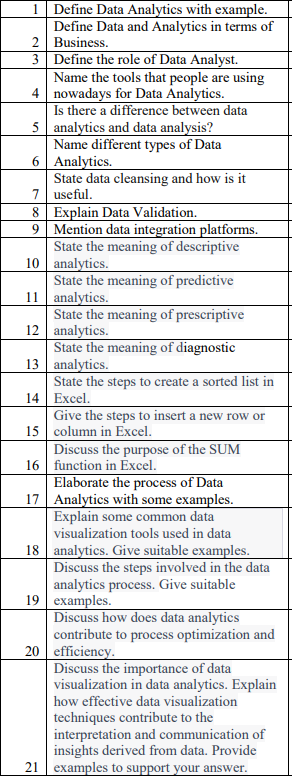 1 Define Data Analytics with example.
Define Data and Analytics in terms of
2 Business.
3 Define the role of Data Analyst.
Name the tools that people are using
4 nowadays for Data Analytics.
Is there a difference between data
5 analytics and data analysis?
Name different types of Data
6 Analytics.
State data cleansing and how is it
7 useful.
8 Explain Data Validation.
9 Mention data integration platforms.
State the meaning of descriptive
10 analytics.
State the meaning of predictive
11 analytics.
State the meaning of prescriptive
12 analytics.
State the meaning of diagnostic
13 analytics.
State the steps to create a sorted list in
14 Excel.
Give the steps to insert a new row or
15 column in Excel.
Discuss the purpose of the SUM
16 function in Excel.
Elaborate the process of Data
17 Analytics with some examples.
Explain some common data
visualization tools used in data
18 analytics. Give suitable examples.
Discuss the steps involved in the data
analytics process. Give suitable
19 examples.
Discuss how does data analytics
contribute to process optimization and
20 efficiency.
Discuss the importance of data
visualization in data analytics. Explain
how effective data visualization
techniques contribute to the
interpretation and communication of
insights derived from data. Provide
21 examples to support your answer.